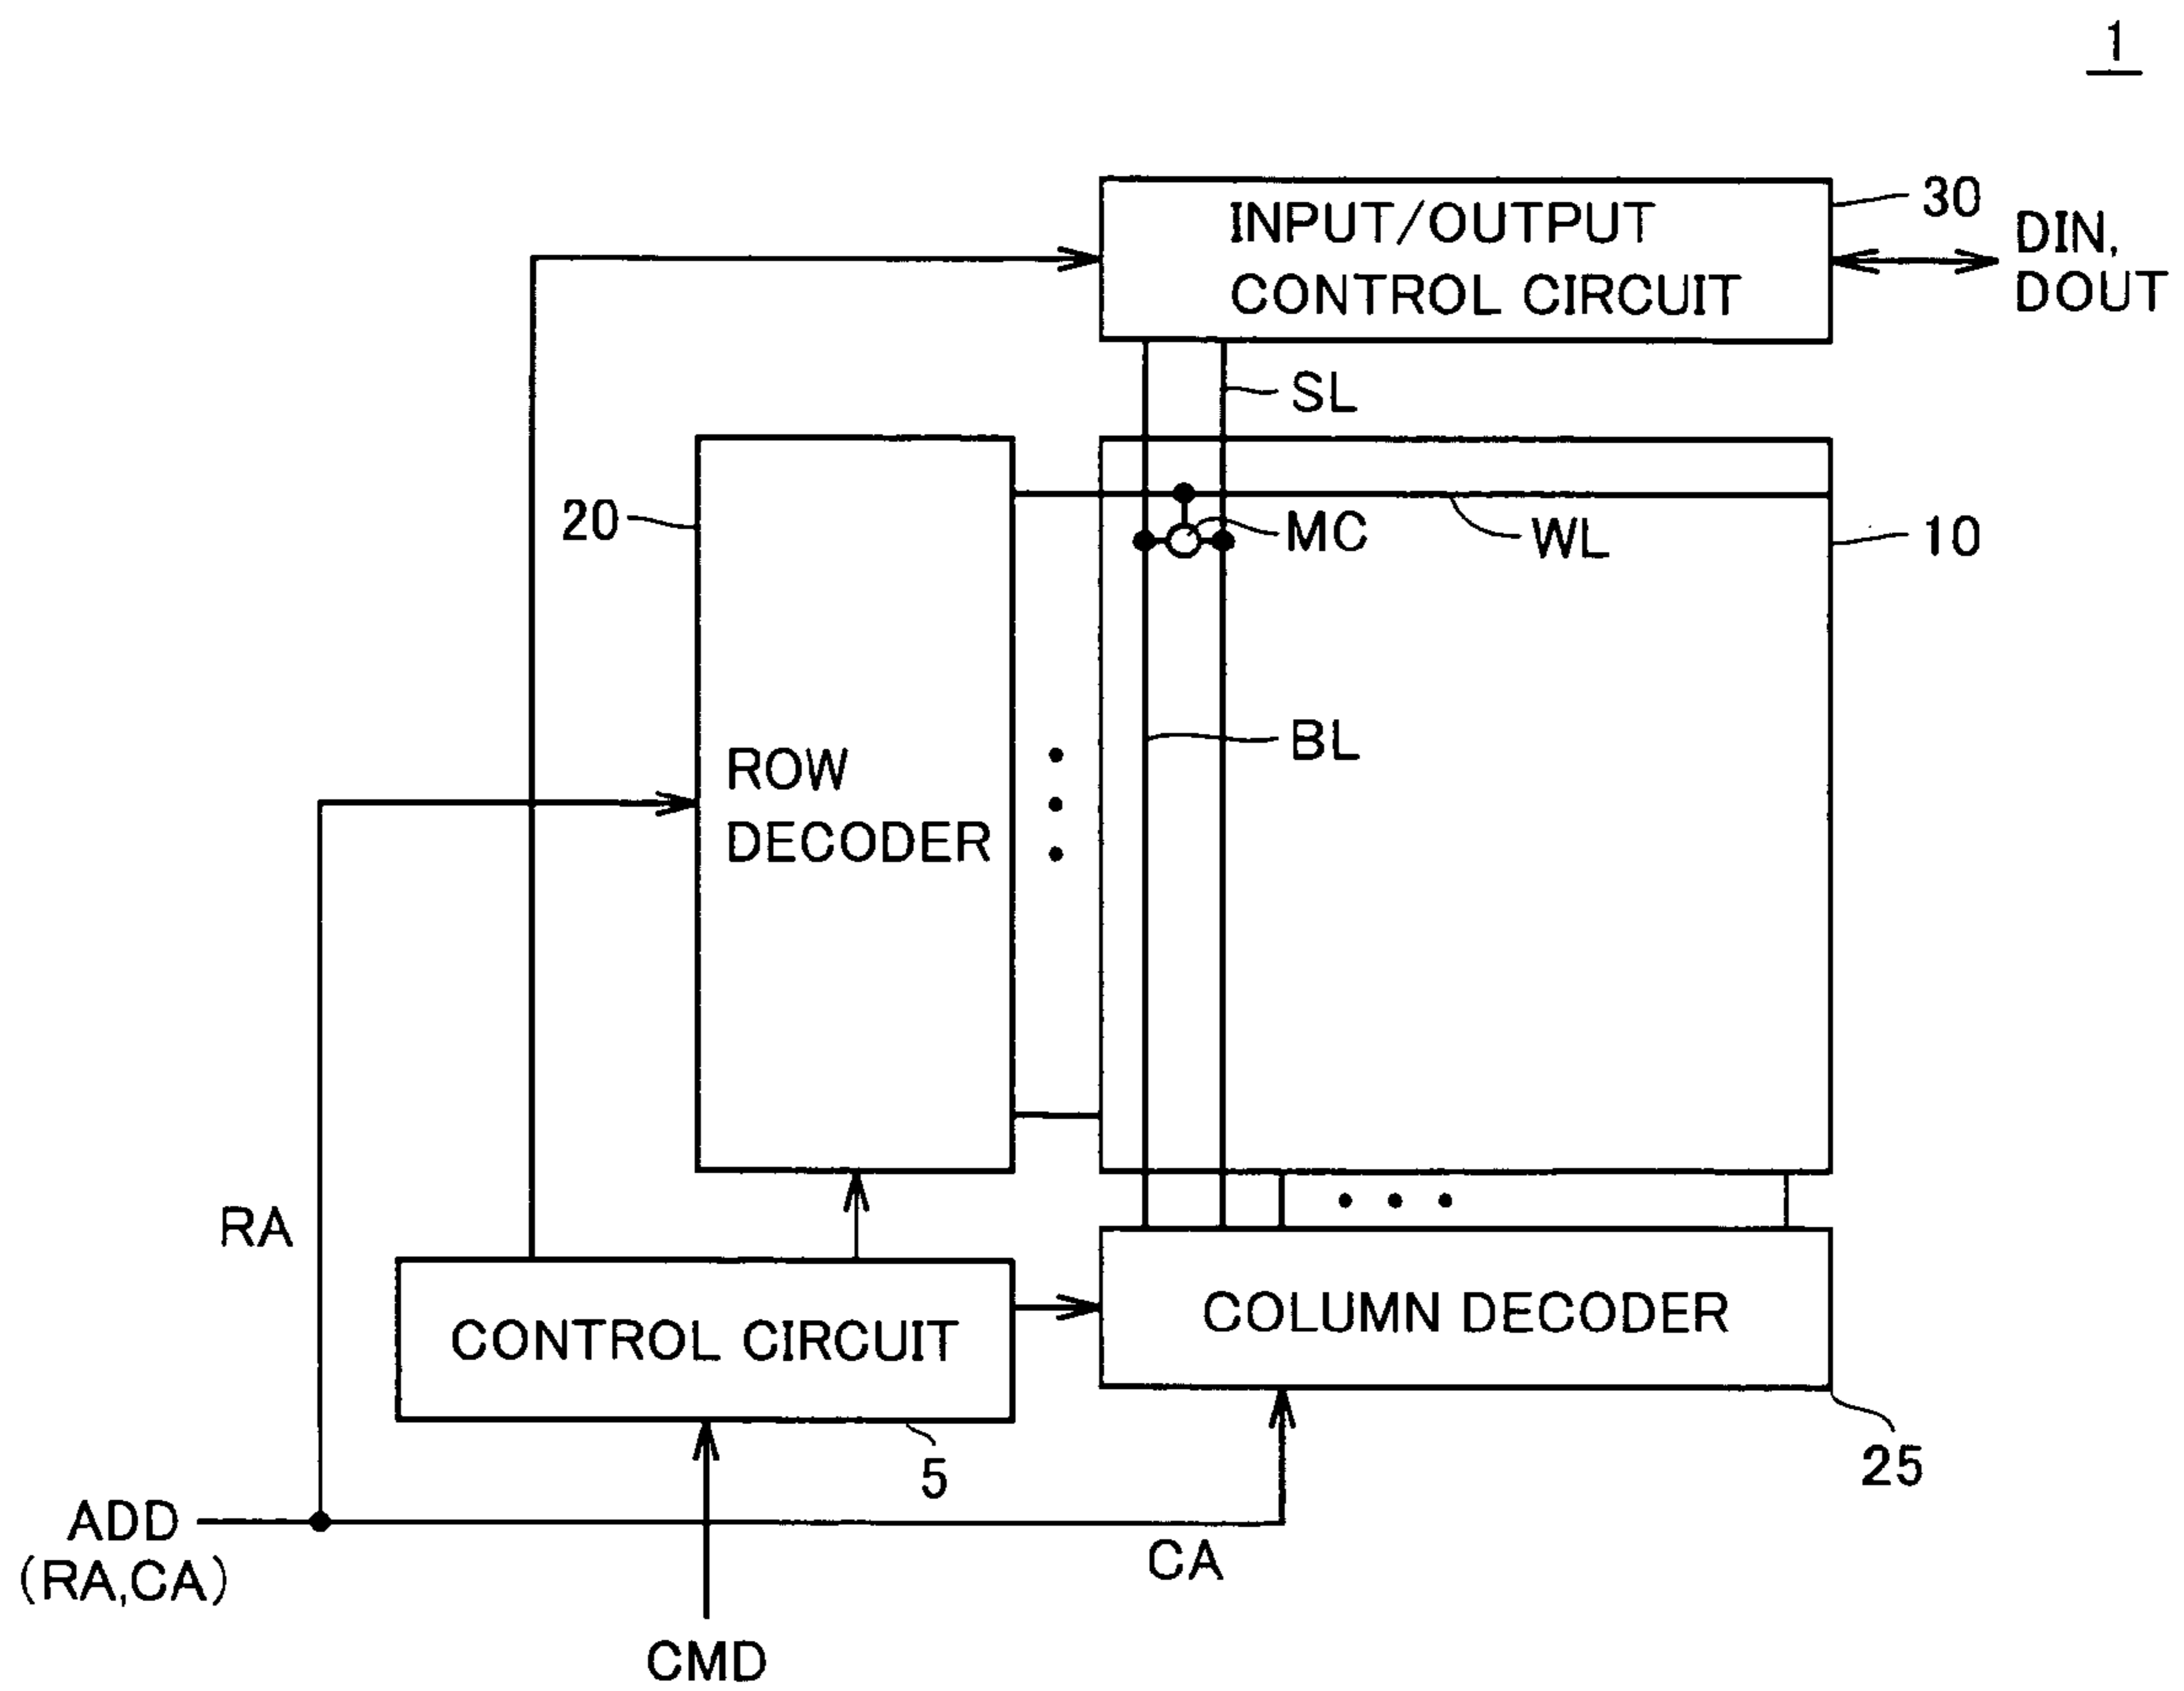 1
INPUT/OUTPUT
CONTROL CIRCUIT
30
DIN,
DOUT
SL
20
MC
WL
10
BL
ROW
DECODER
RA
CONTROL CIRCUIT
COLUMN DECODER
5
25
ADD
(RA,CA)
CA
CMD